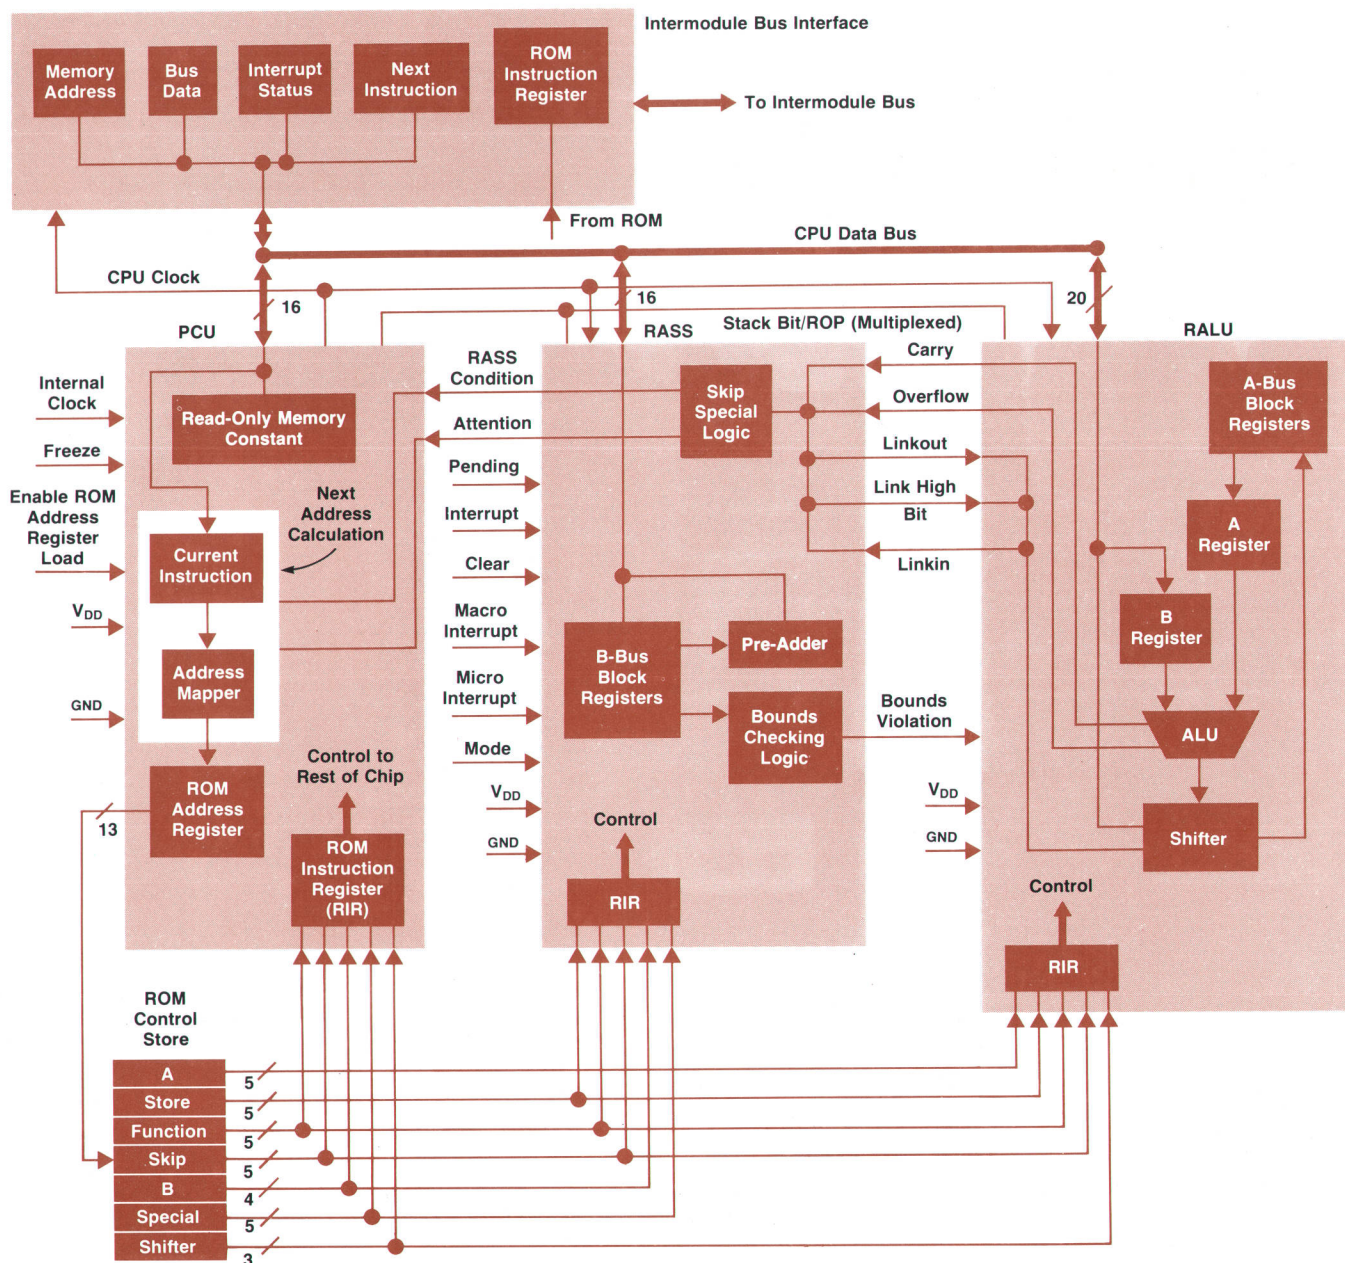 Intermodule Bus Interface
Memory
Address
Bus
Data
Interrupt
Status
Next
Instruction
ROM
Instruction
Register
To Intermodule Bus
From ROM
CPU Data Bus
CPU Clock
16
16
20
PCU
RASS
Stack Bit/ROP (Multiplexed)
RALU
Internal
Clock
Freeze
Enable ROM
Address
Register
Load
VDD
GND
Read-Only Memory
Constant
Next
Address
Calculation
Current
Instruction
Address
Mapper
ROM
Address
Register
13
Control to
Rest of Chip
ROM
Instruction
Register
(RIR)
RASS
Condition
Attention
Pending
Interrupt
Clear
Macro
Interrupt
Micro
Interrupt
Mode
VDD
GND
Skip
Special
Logic
B-Bus
Block
Registers
Pre-Adder
Bounds
Checking
Logic
Control
RIR
Carry
Overflow
Linkout
Link High
Bit
Linkin
Bounds
Violation
VDD
GND
A-Bus
Block
Registers
A
Register
B
Register
ALU
Shifter
Control
RIR
ROM
Control
Store
A
5
Store
5
Function
5
Skip
5
B
4
Special
5
Shifter
3